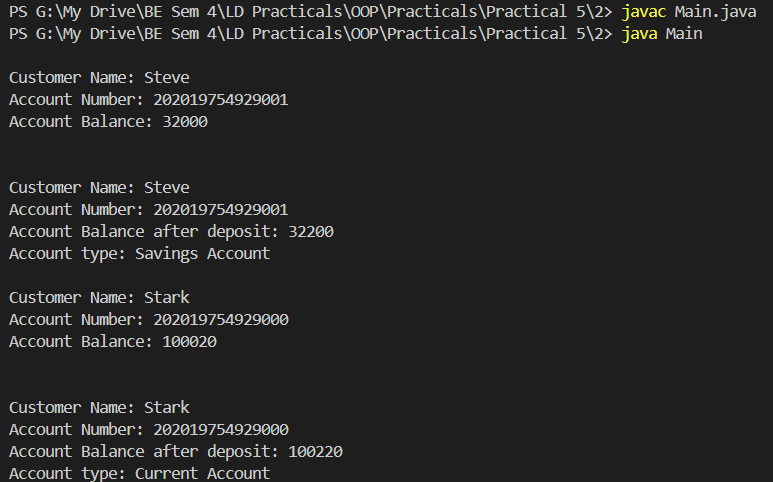 PS G:\My Drive\BE Sem 4\LD Practicals\OOP\Practicals\Practical 5\2> javac Main.java
PS G:\My Drive\BE Sem 4\LD Practicals\OOP\Practicals\Practical 5\2> java Main
Customer Name: Steve
Account Number: 202019754929001
Account Balance: 32000
Customer Name: Steve
Account Number: 202019754929001
Account Balance after deposit: 32200
Account type: Savings Account
Customer Name: Stark
Account Number: 202019754929000
Account Balance: 100020
Customer Name: Stark
Account Number: 202019754929000
Account Balance after deposit: 100220
Account type: Current Account